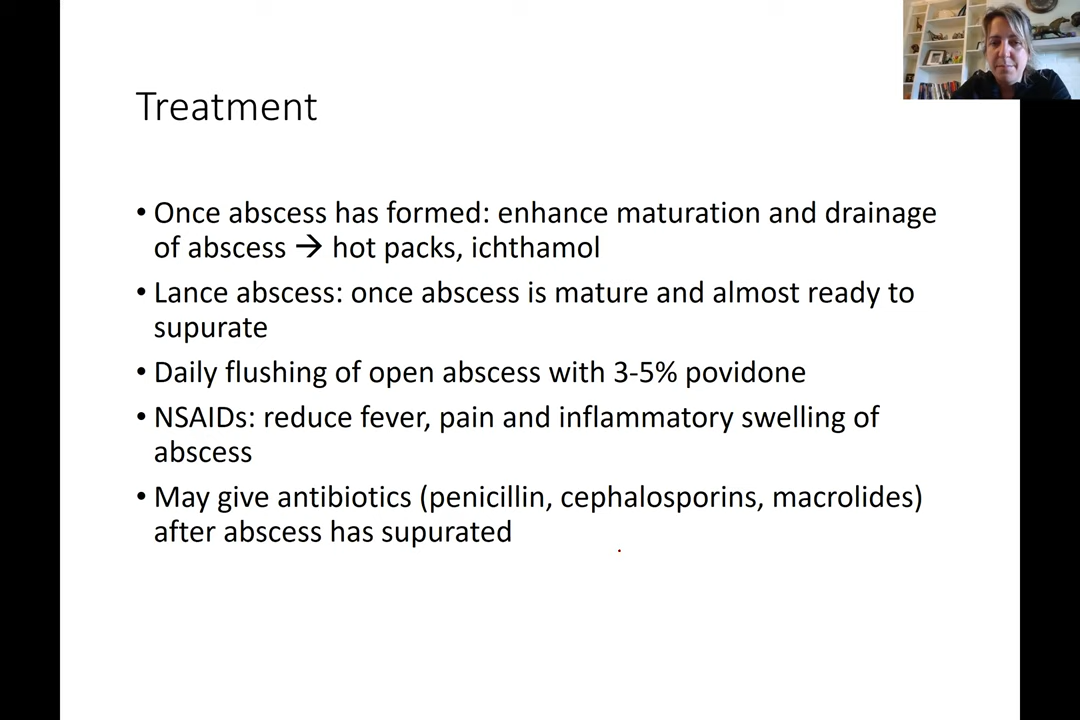 Treatment
• Once abscess has formed: enhance maturation and drainage
of abscess → hot packs, ichthamol
• Lance abscess: once abscess is mature and almost ready to
supurate
• Daily flushing of open abscess with 3-5% povidone
• NSAIDs: reduce fever, pain and inflammatory swelling of
abscess
• May give antibiotics (penicillin, cephalosporins, macrolides)
after abscess has supurated